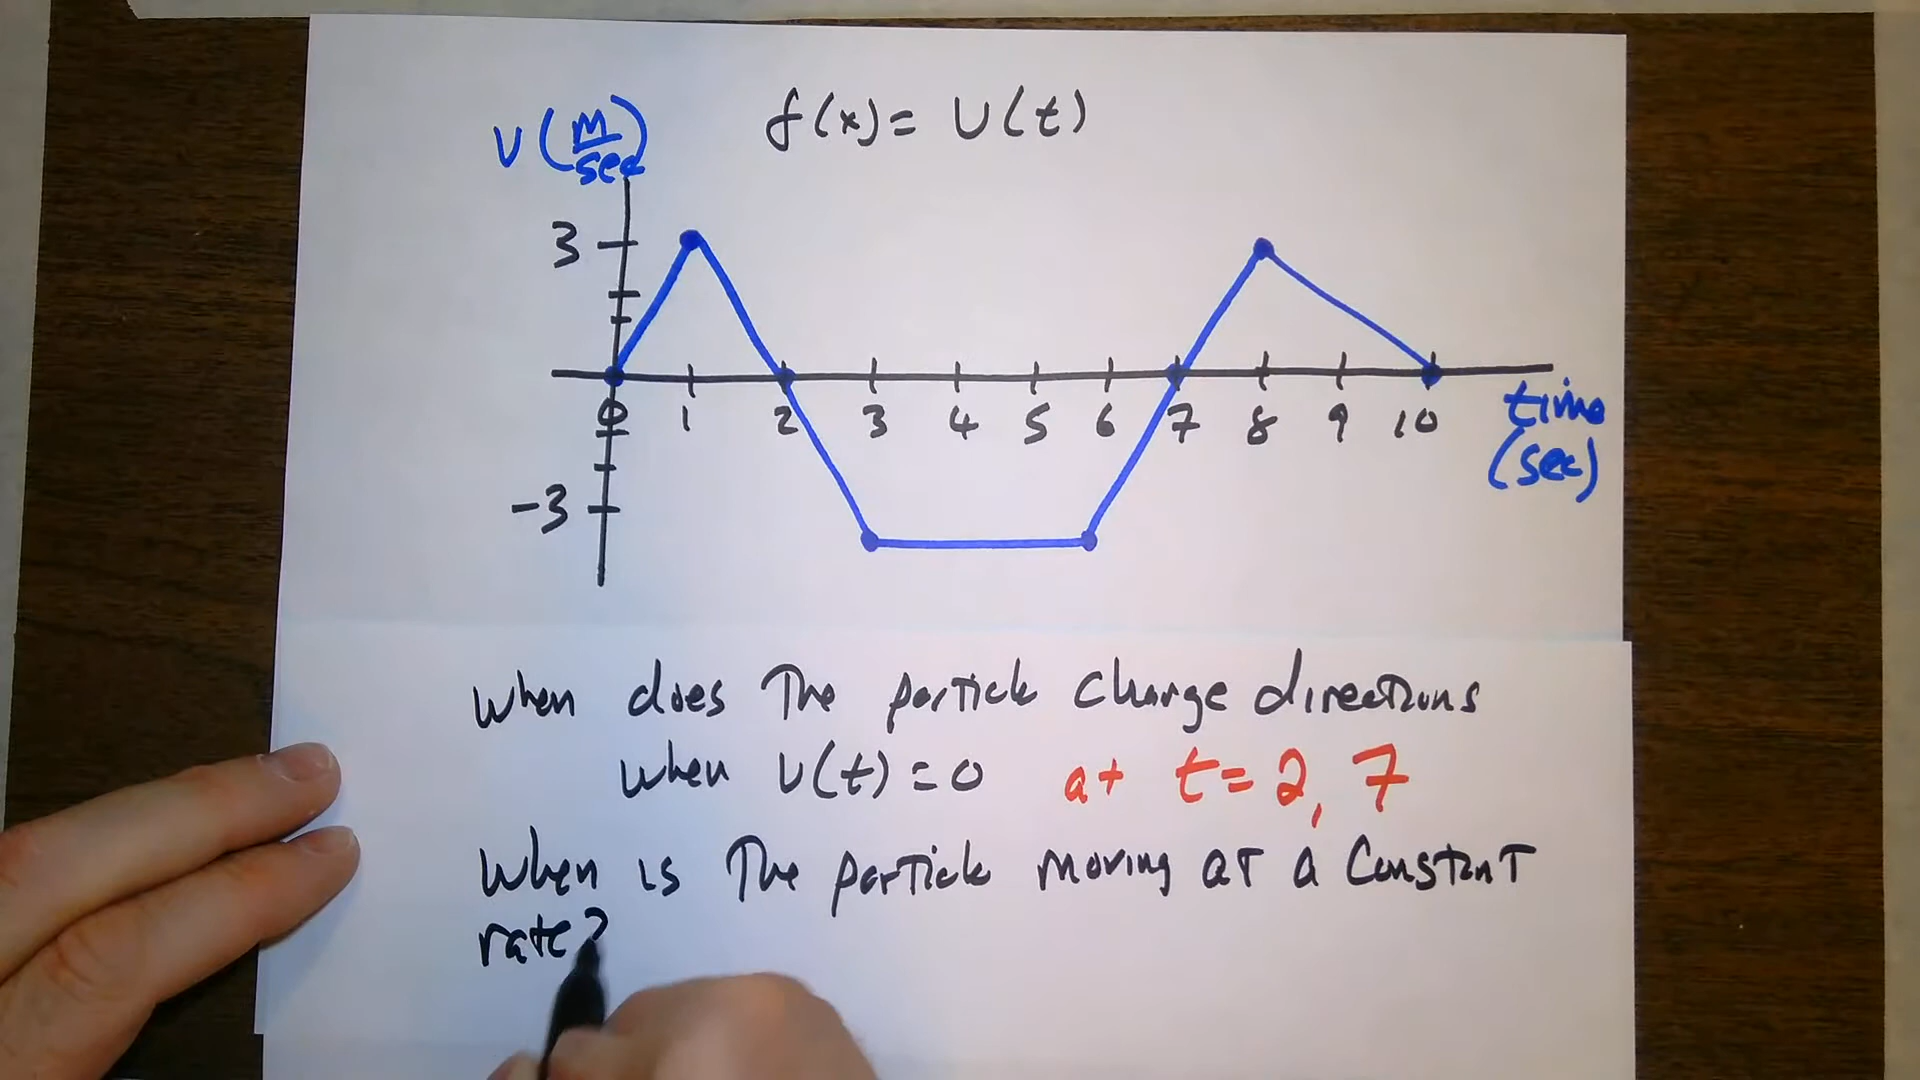 f(x)= v(t)
v (m/sec)
3
0 1 2 3 4 5 6 7 8 9 10
time
(sec)
-3
When does the particle change directions
when v(t)=0 at t=2, 7
When is the particle moving at a constant
rate?